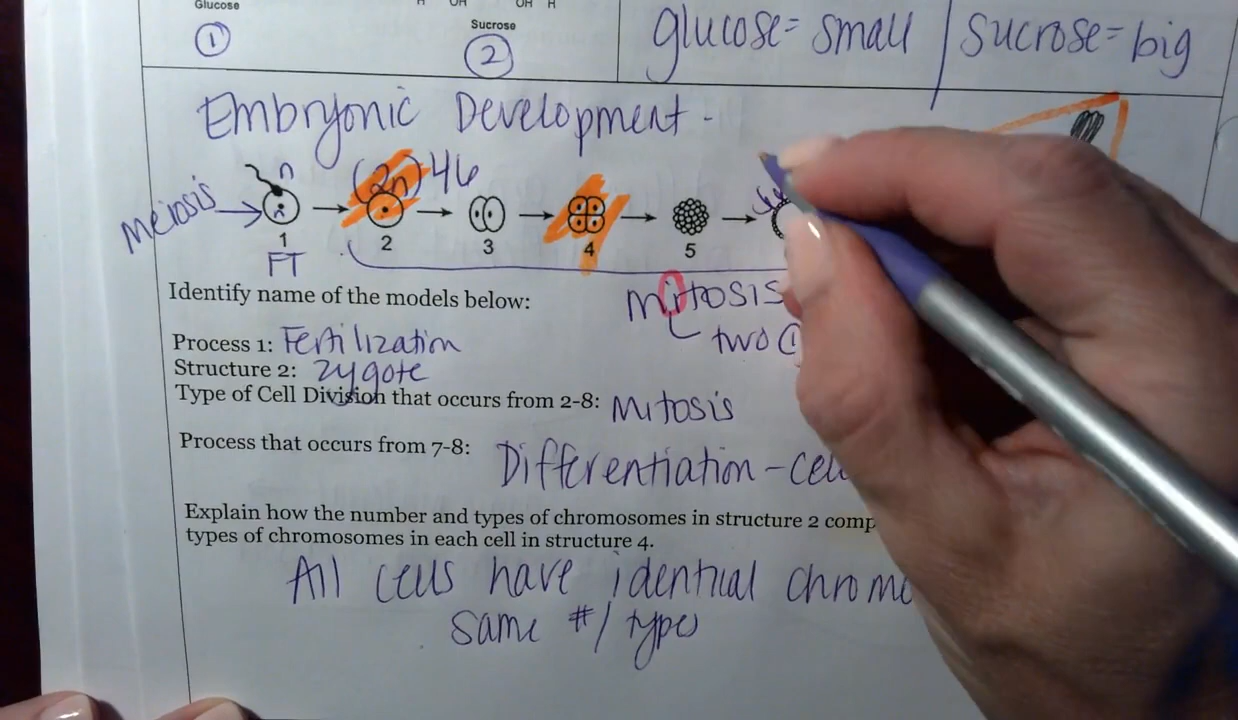 Glucose
H OH OH H
Sucrose
1
2
glucose= small | sucrose= big
Embryonic Development -
meiosis
n
(2n) 46
1
2
3
4
5
FT
Identify name of the models below:
mitosis
two
Process 1: Fertilization
Structure 2: zygote
Type of Cell Division that occurs from 2-8: Mitosis
Process that occurs from 7-8: Differentiation - cel
Explain how the number and types of chromosomes in structure 2 comp
types of chromosomes in each cell in structure 4.
All cells have identical chromo
same #/ types